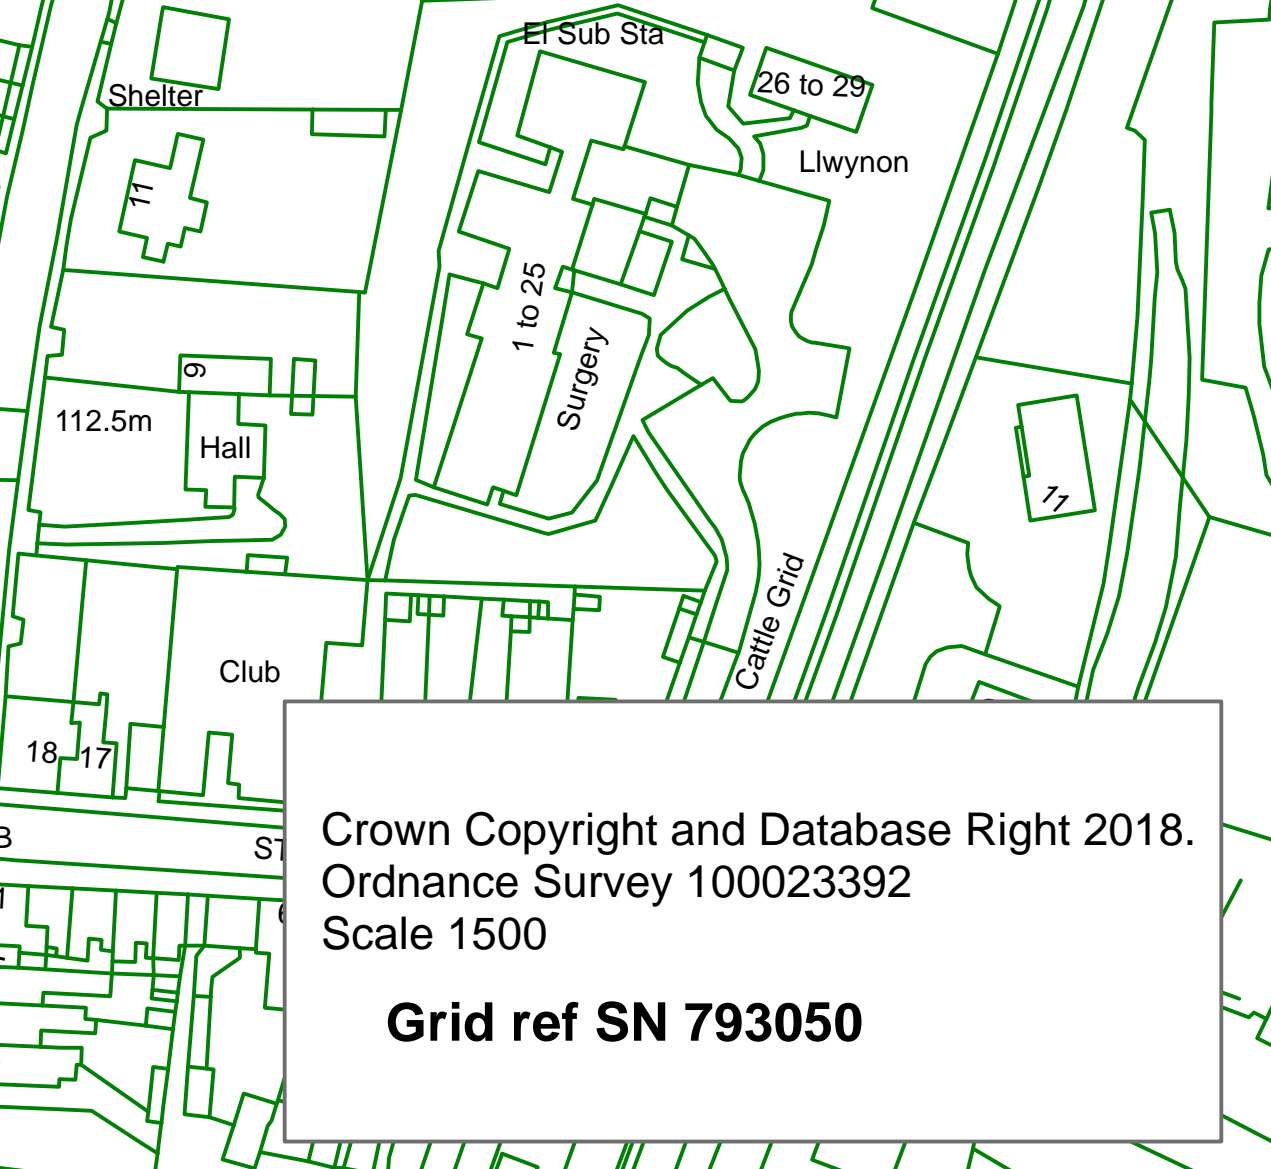 El Sub Sta
26 to 29
Shelter
Llwynon
11
1 to 25
Surgery
9
112.5m
Hall
11
Cattle Grid
Club
18
17
B
ST
Crown Copyright and Database Right 2018.
Ordnance Survey 100023392
Scale 1500
Grid ref SN 793050